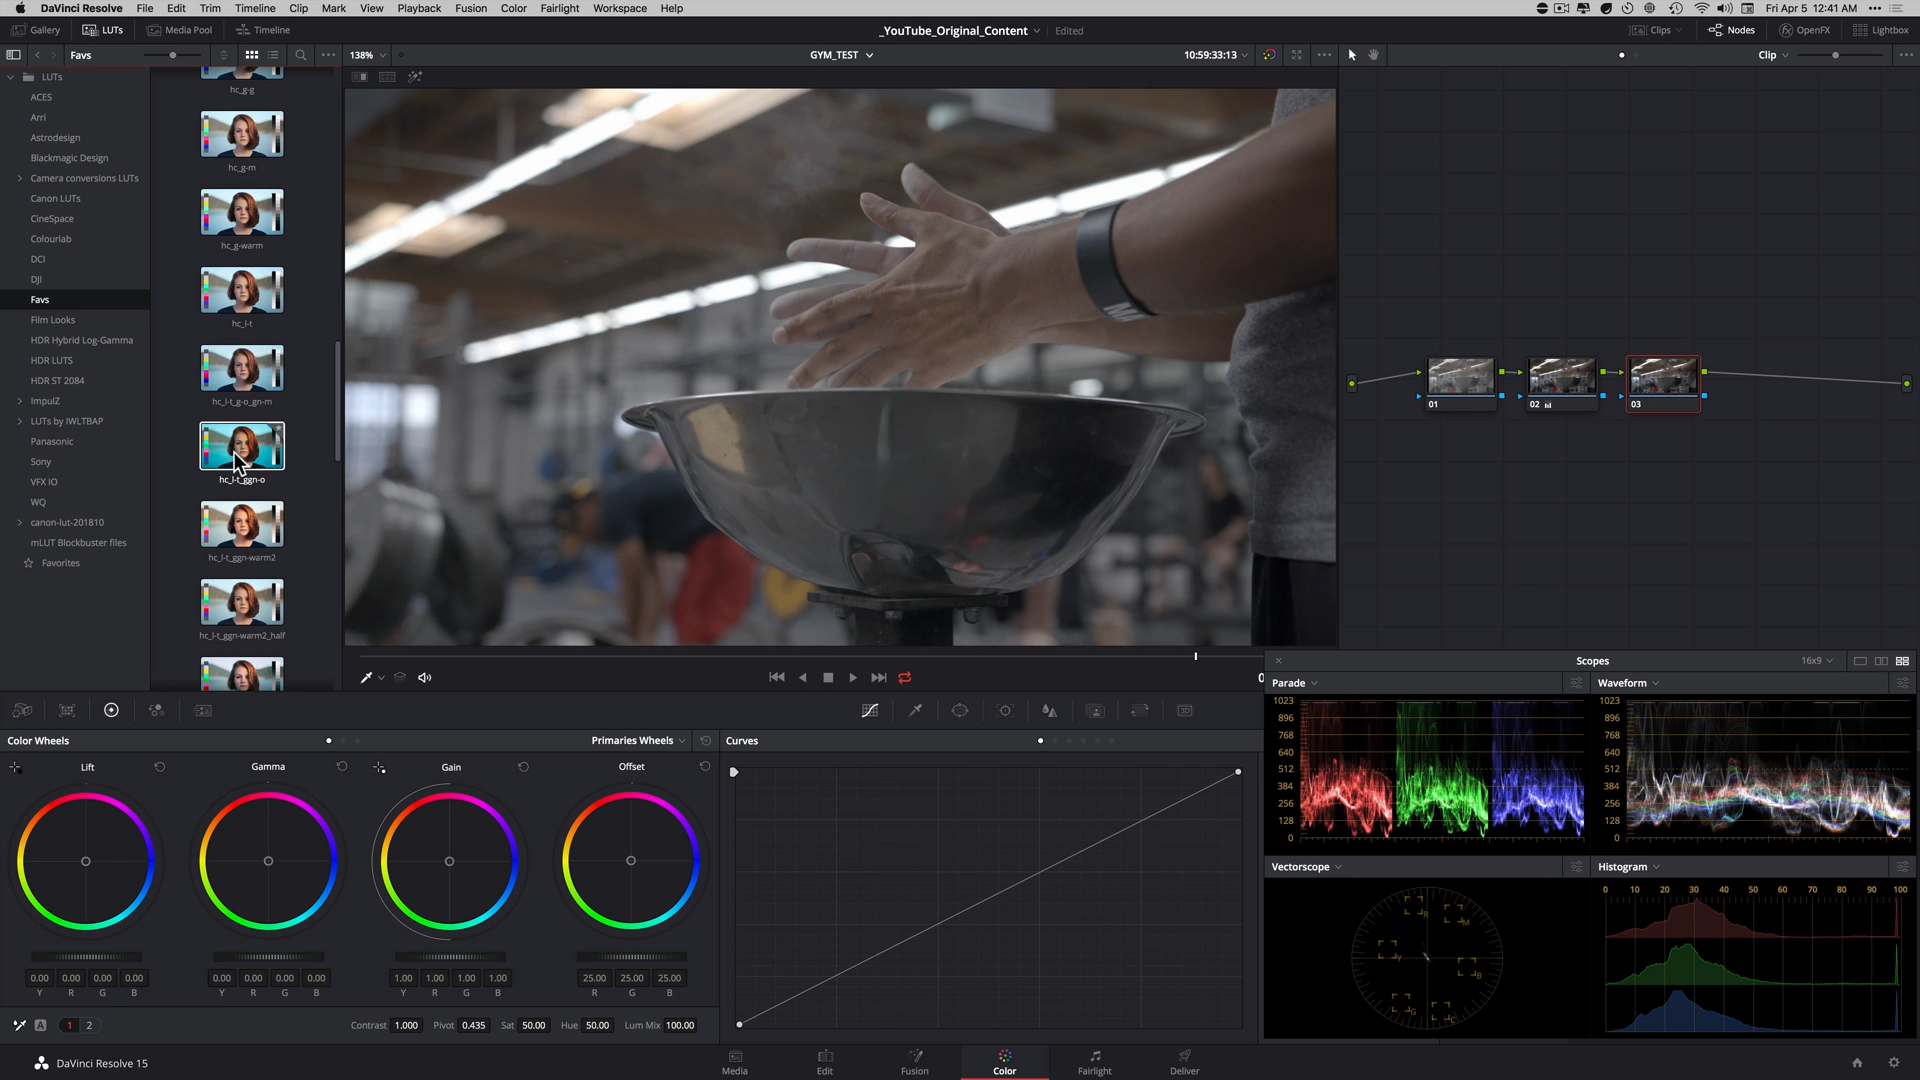 DaVinci Resolve File Edit Trim Timeline Clip Mark View Playback Fusion Color Fairlight Workspace Help Fri Apr 5 12:41 AM
Gallery LUTs Media Pool Timeline _YouTube_Original_Content Edited Clips Nodes OpenFX Lightbox
Favs 138% GYM_TEST 10:59:33:13 Clip
LUTs
ACES
Arri
Astrodesign
Blackmagic Design
Camera conversions LUTs
Canon LUTs
CineSpace
Colourlab
DCI
DJI
Favs
Film Looks
HDR Hybrid Log-Gamma
HDR LUTS
HDR ST 2084
ImpulZ
LUTs by IWLTBAP
Panasonic
Sony
VFX IO
WQ
canon-lut-201810
mLUT Blockbuster files
Favorites
hc_g-g
hc_g-m
hc_g-warm
hc_l-t
hc_l-t_g-o_gn-m
hc_l-t_ggn-o
hc_l-t_ggn-warm2
hc_l-t_ggn-warm2_half
01 02 03
Scopes 16x9
Parade Waveform
1023 1023
896 896
768 768
640 640
512 512
384 384
256 256
128 128
0 0
Vectorscope Histogram
R M Y B G C
0 10 20 30 40 50 60 70 80 90 100
Color Wheels Primaries Wheels Curves
Lift Gamma Gain Offset
0.00 0.00 0.00 0.00 0.00 0.00 0.00 0.00 1.00 1.00 1.00 1.00 25.00 25.00 25.00
Y R G B Y R G B Y R G B R G B
A 1 2 Contrast 1.000 Pivot 0.435 Sat 50.00 Hue 50.00 Lum Mix 100.00
DaVinci Resolve 15 Media Edit Fusion Color Fairlight Deliver